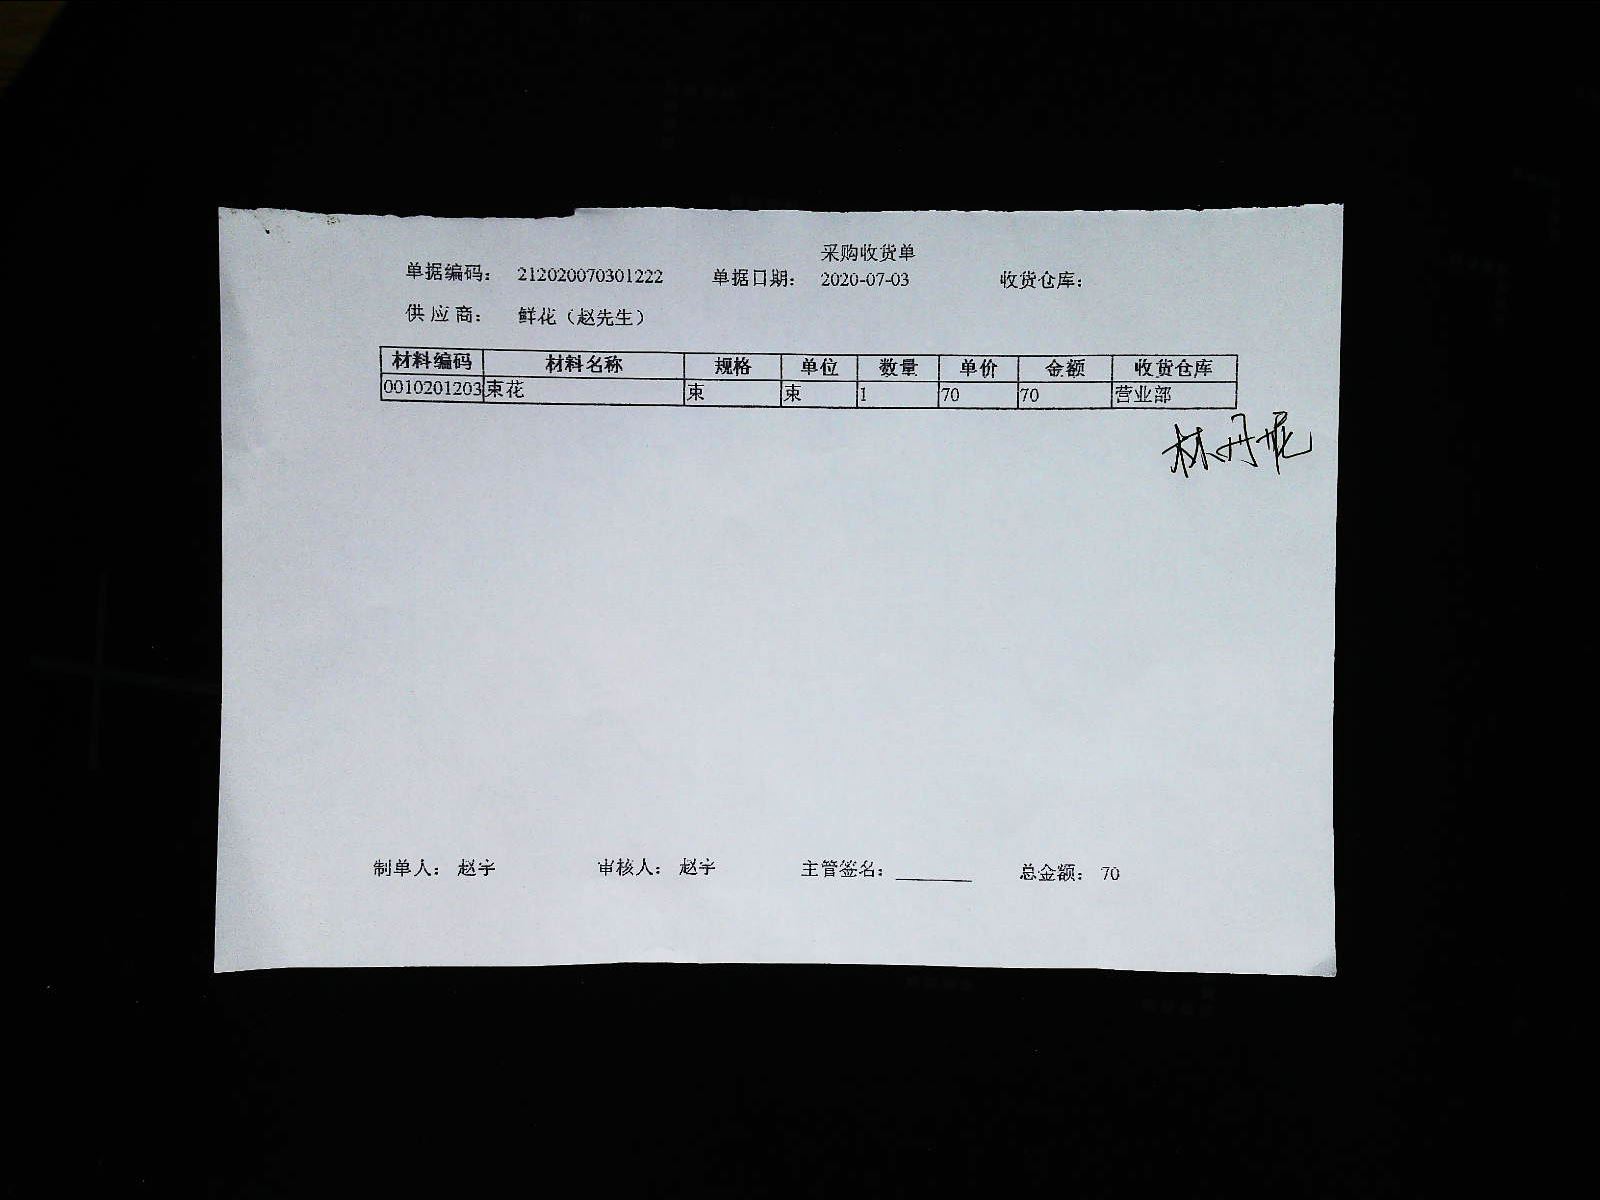 采购收货单
单据编码： 212020070301222 单据日期： 2020-07-03 收货仓库：
供应商： 鲜花（赵先生）
材料编码 材料名称 规格 单位 数量 单价 金额 收货仓库
0010201203 束花 束 束 1 70 70 营业部
林丹妮
制单人： 赵宇 审核人： 赵宇 主管签名： ________ 总金额： 70